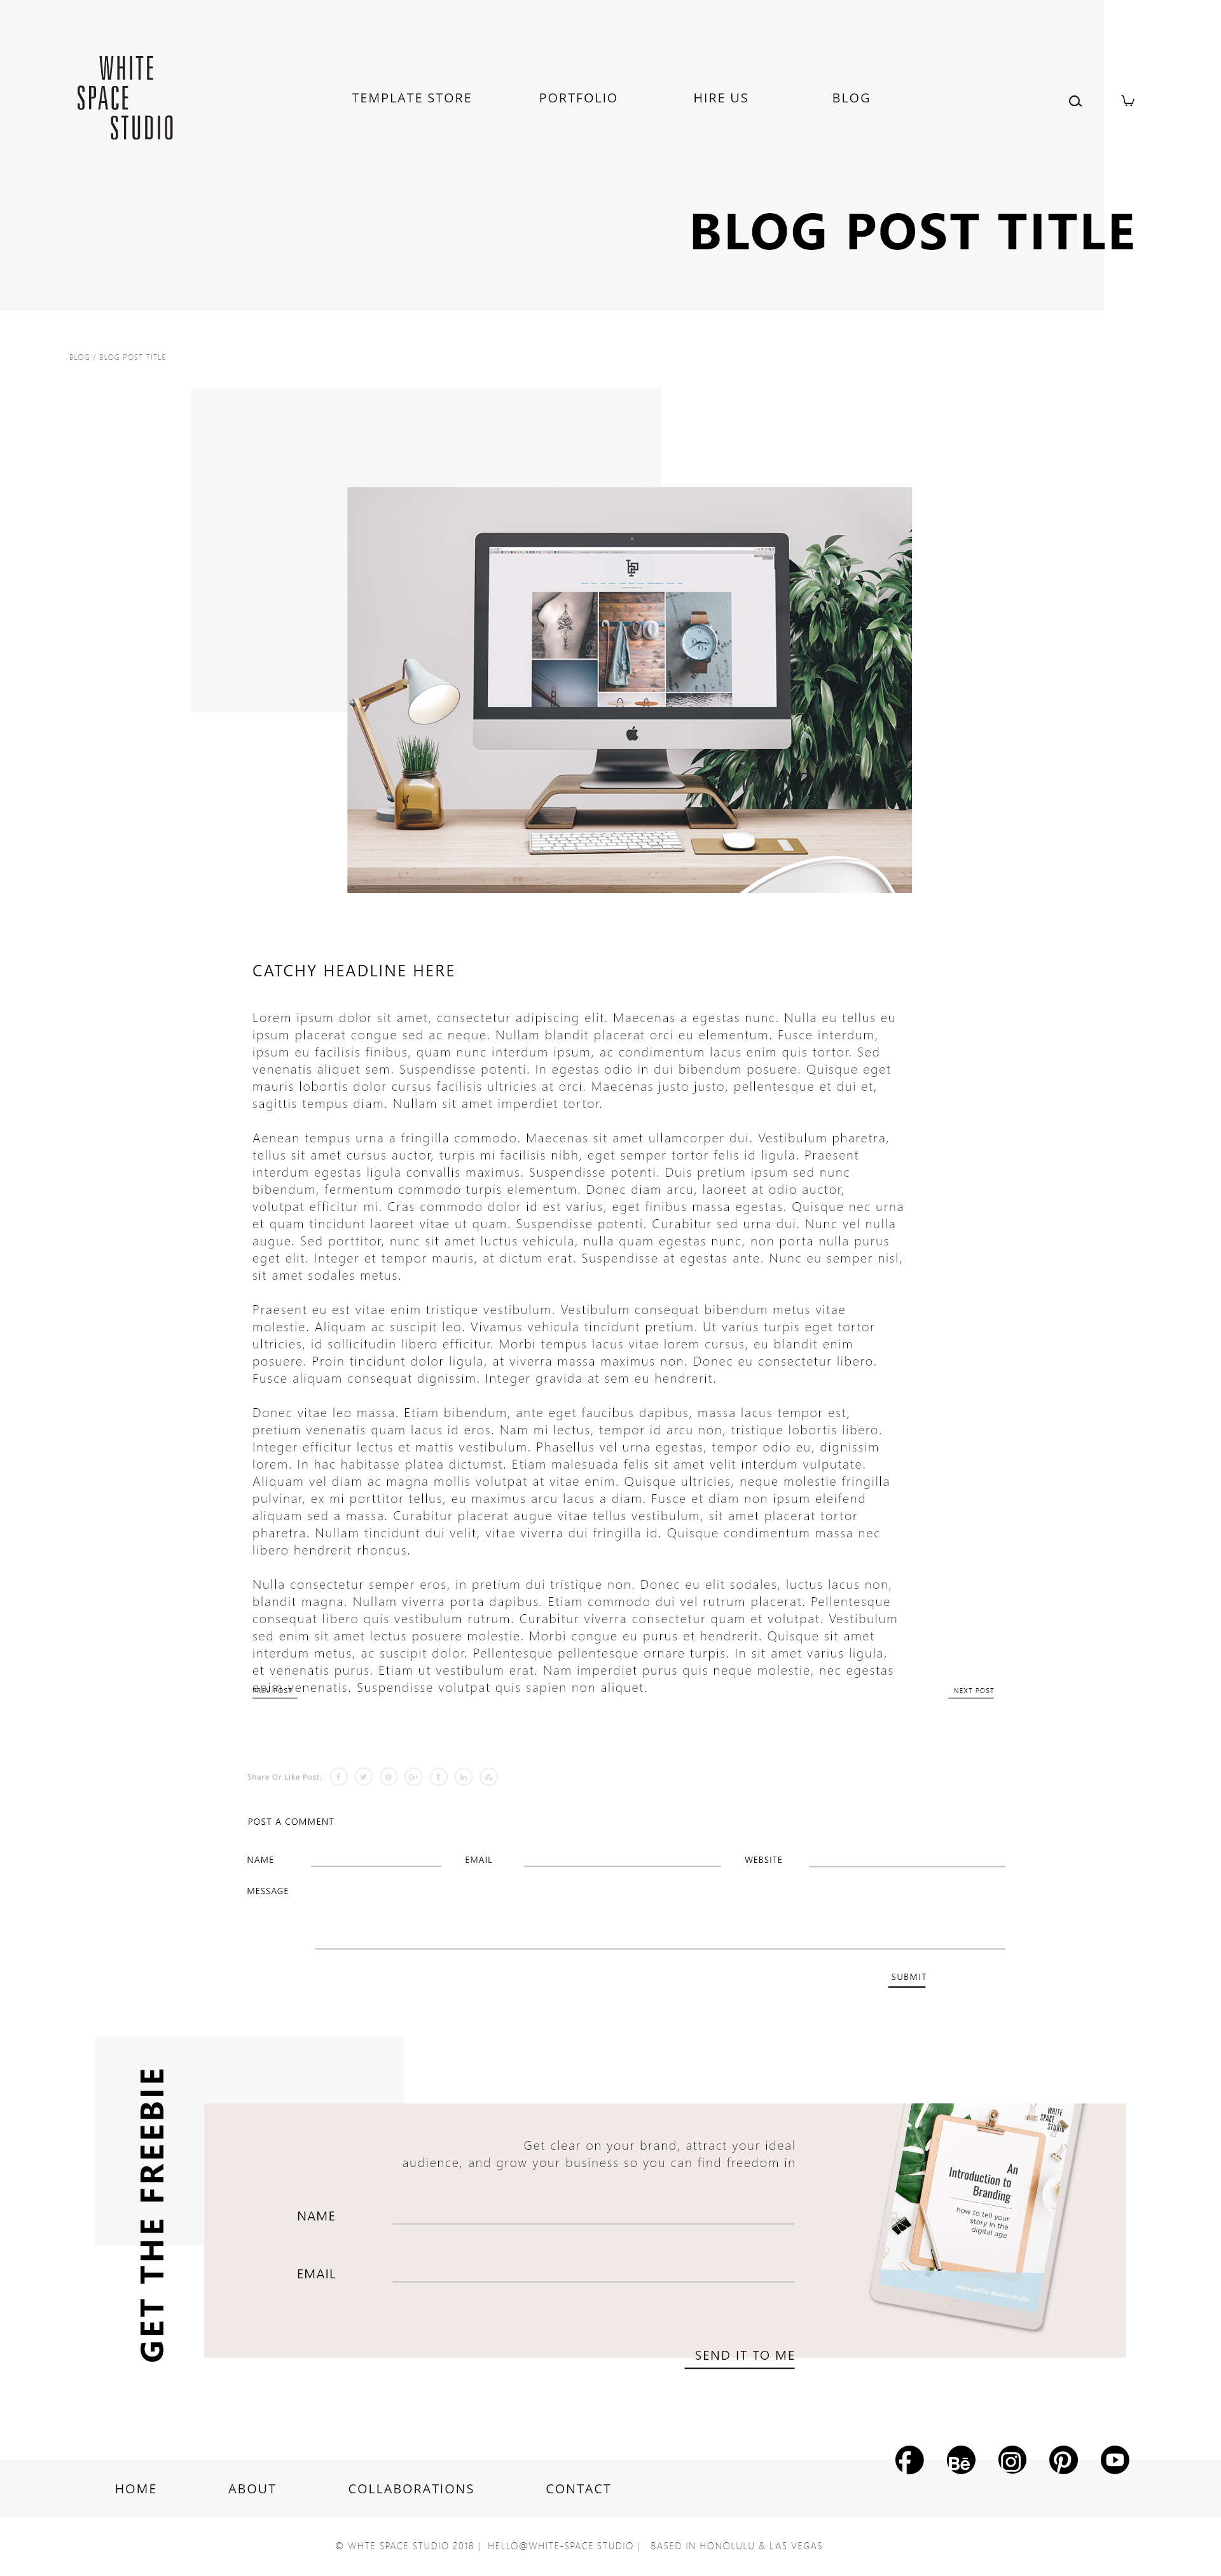 WHITE
SPACE
STUDIO
TEMPLATE STORE
PORTFOLIO
HIRE US
BLOG
BLOG POST TITLE
BLOG / BLOG POST TITLE
CATCHY HEADLINE HERE
Lorem ipsum dolor sit amet, consectetur adipiscing elit. Maecenas a egestas nunc. Nulla eu tellus eu
ipsum placerat congue sed ac neque. Nullam blandit placerat orci eu elementum. Fusce interdum,
ipsum eu facilisis finibus, quam nunc interdum ipsum, ac condimentum lacus enim quis tortor. Sed
venenatis aliquet sem. Suspendisse potenti. In egestas odio in dui bibendum posuere. Quisque eget
mauris lobortis dolor cursus facilisis ultricies at orci. Maecenas justo justo, pellentesque et dui et,
sagittis tempus diam. Nullam sit amet imperdiet tortor.
Aenean tempus urna a fringilla commodo. Maecenas sit amet ullamcorper dui. Vestibulum pharetra,
tellus sit amet cursus auctor, turpis mi facilisis nibh, eget semper tortor felis id ligula. Praesent
interdum egestas ligula convallis maximus. Suspendisse potenti. Duis pretium ipsum sed nunc
bibendum, fermentum commodo turpis elementum. Donec diam arcu, laoreet at odio auctor,
volutpat efficitur mi. Cras commodo dolor id est varius, eget finibus massa egestas. Quisque nec urna
et quam tincidunt laoreet vitae ut quam. Suspendisse potenti. Curabitur sed urna dui. Nunc vel nulla
augue. Sed porttitor, nunc sit amet luctus vehicula, nulla quam egestas nunc, non porta nulla purus
eget elit. Integer et tempor mauris, at dictum erat. Suspendisse at egestas ante. Nunc eu semper nisl,
sit amet sodales metus.
Praesent eu est vitae enim tristique vestibulum. Vestibulum consequat bibendum metus vitae
molestie. Aliquam ac suscipit leo. Vivamus vehicula tincidunt pretium. Ut varius turpis eget tortor
ultricies, id sollicitudin libero efficitur. Morbi tempus lacus vitae lorem cursus, eu blandit enim
posuere. Proin tincidunt dolor ligula, at viverra massa maximus non. Donec eu consectetur libero.
Fusce aliquam consequat dignissim. Integer gravida at sem eu hendrerit.
Donec vitae leo massa. Etiam bibendum, ante eget faucibus dapibus, massa lacus tempor est,
pretium venenatis quam lacus id eros. Nam mi lectus, tempor id arcu non, tristique lobortis libero.
Integer efficitur lectus et mattis vestibulum. Phasellus vel urna egestas, tempor odio eu, dignissim
lorem. In hac habitasse platea dictumst. Etiam malesuada felis sit amet velit interdum vulputate.
Aliquam vel diam ac magna mollis volutpat at vitae enim. Quisque ultricies, neque molestie fringilla
pulvinar, ex mi porttitor tellus, eu maximus arcu lacus a diam. Fusce et diam non ipsum eleifend
aliquam sed a massa. Curabitur placerat augue vitae tellus vestibulum, sit amet placerat tortor
pharetra. Nullam tincidunt dui velit, vitae viverra dui fringilla id. Quisque condimentum massa nec
libero hendrerit rhoncus.
Nulla consectetur semper eros, in pretium dui tristique non. Donec eu elit sodales, luctus lacus non,
blandit magna. Nullam viverra porta dapibus. Etiam commodo dui vel rutrum placerat. Pellentesque
consequat libero quis vestibulum rutrum. Curabitur viverra consectetur quam et volutpat. Vestibulum
sed enim sit amet lectus posuere molestie. Morbi congue eu purus et hendrerit. Quisque sit amet
interdum metus, ac suscipit dolor. Pellentesque pellentesque ornare turpis. In sit amet varius ligula,
et venenatis purus. Etiam ut vestibulum erat. Nam imperdiet purus quis neque molestie, nec egestas
venenatis. Suspendisse volutpat quis sapien non aliquet.
PREV POST
NEXT POST
Share Or Like Post:
POST A COMMENT
NAME
EMAIL
WEBSITE
MESSAGE
SUBMIT
GET THE FREEBIE
Get clear on your brand, attract your ideal
audience, and grow your business so you can find freedom in
NAME
EMAIL
SEND IT TO ME
WHITE
SPACE
STUDIO
An
Introduction to
Branding
how to tell your
story in the
digital age
www.white-space.studio
HOME
ABOUT
COLLABORATIONS
CONTACT
© WHTE SPACE STUDIO 2018 | HELLO@WHITE-SPACE.STUDIO | BASED IN HONOLULU & LAS VEGAS